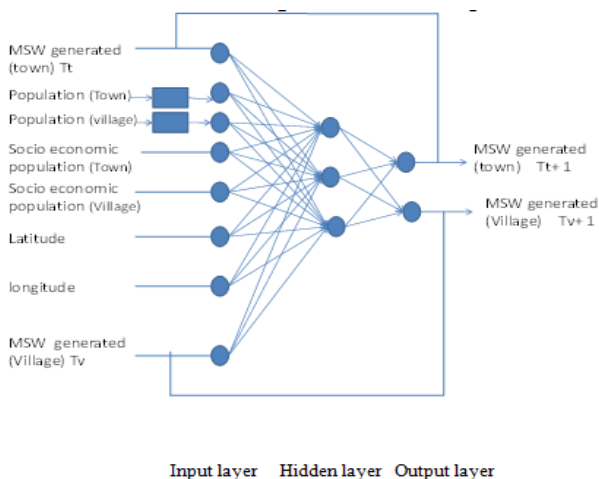 MSW generated
(town) Tt
Population (Town)
Population (village)
Socio economic
population (Town)
Socio economic
population (Village)
Latitude
longitude
MSW generated
(Village) Tv
MSW generated
(town) Tt+ 1
MSW generated
(Village) Tv+ 1
Input layer Hidden layer Output layer